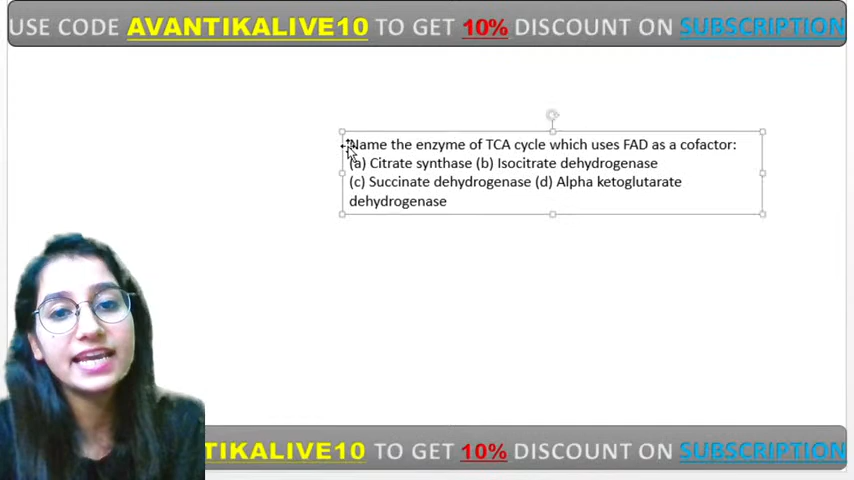 USE CODE AVANTIKALIVE10 TO GET 10% DISCOUNT ON SUBSCRIPTION
Name the enzyme of TCA cycle which uses FAD as a cofactor:
(a) Citrate synthase (b) Isocitrate dehydrogenase
(c) Succinate dehydrogenase (d) Alpha ketoglutarate
dehydrogenase
TIKALIVE10 TO GET 10% DISCOUNT ON SUBSCRIPTION